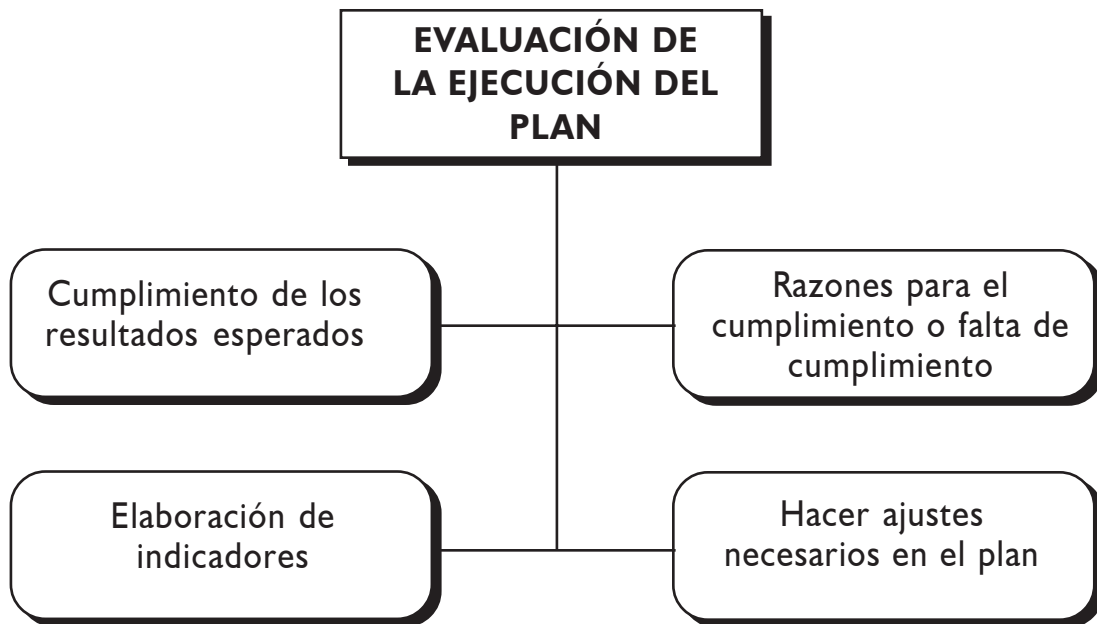 EVALUACIÓN DE
LA EJECUCIÓN DEL
PLAN
Cumplimiento de los
resultados esperados
Razones para el
cumplimiento o falta de
cumplimiento
Elaboración de
indicadores
Hacer ajustes
necesarios en el plan